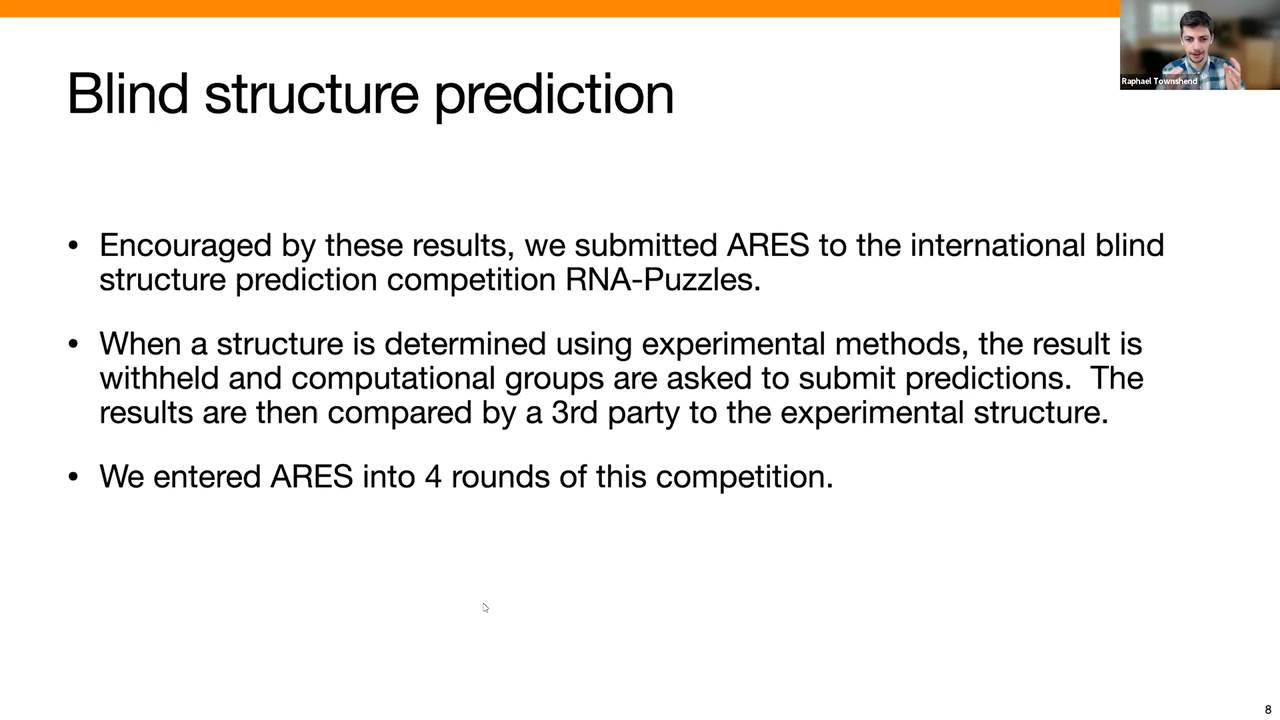 Raphael Townshend
Blind structure prediction
• Encouraged by these results, we submitted ARES to the international blind
structure prediction competition RNA-Puzzles.
• When a structure is determined using experimental methods, the result is
withheld and computational groups are asked to submit predictions.  The
results are then compared by a 3rd party to the experimental structure.
• We entered ARES into 4 rounds of this competition.
8